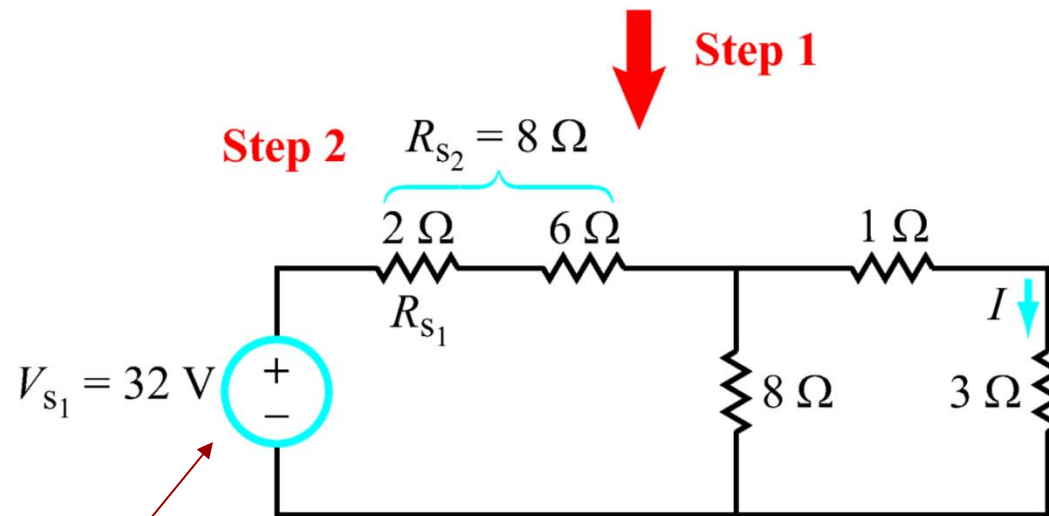 Step 1
Step 2
R_{s_2} = 8 Ω
2 Ω
6 Ω
1 Ω
R_{s_1}
I
V_{s_1} = 32 V
+
−
8 Ω
3 Ω